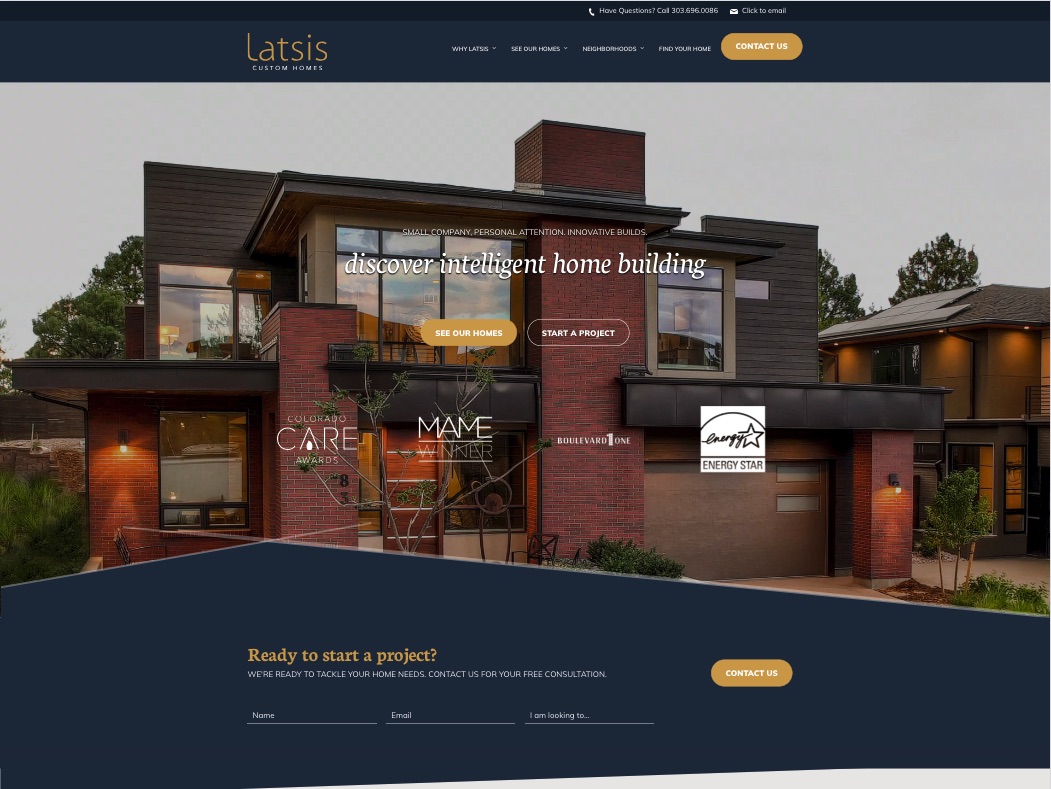 Have Questions? Call 303.696.0086
Click to email
latsis
CUSTOM HOMES
WHY LATSIS
SEE OUR HOMES
NEIGHBORHOODS
FIND YOUR HOME
CONTACT US
SMALL COMPANY, PERSONAL ATTENTION. INNOVATIVE BUILDS.
discover intelligent home building
SEE OUR HOMES
START A PROJECT
COLORADO
CARE
AWARDS
MAME
WINNER
BOULEVARD 1 ONE
energy
ENERGY STAR
8
3
Ready to start a project?
WE'RE READY TO TACKLE YOUR HOME NEEDS. CONTACT US FOR YOUR FREE CONSULTATION.
CONTACT US
Name
Email
I am looking to...